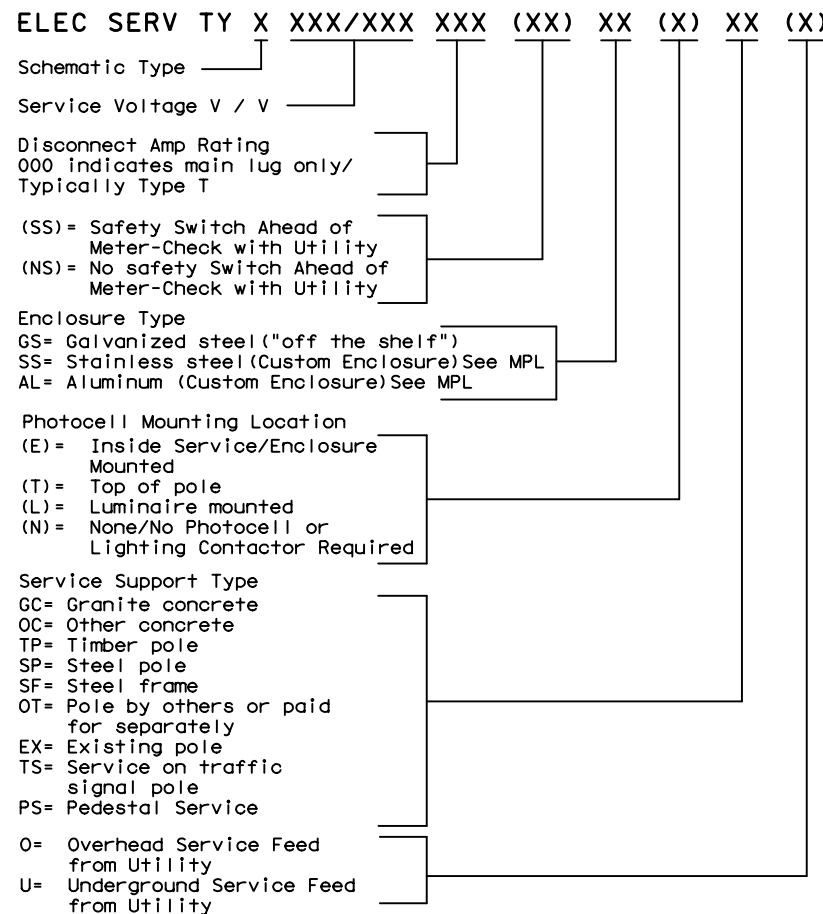 ELEC SERV TY X XXX/XXX XXX (XX) XX (X) XX (X)
Schematic Type
Service Voltage V / V
Disconnect Amp Rating
000 indicates main lug only/
Typically Type T
(SS)= Safety Switch Ahead of
Meter-Check with Utility
(NS)= No safety Switch Ahead of
Meter-Check with Utility
Enclosure Type
GS= Galvanized steel("off the shelf")
SS= Stainless steel(Custom Enclosure)See MPL
AL= Aluminum (Custom Enclosure)See MPL
Photocell Mounting Location
(E)= Inside Service/Enclosure
Mounted
(T)= Top of pole
(L)= Luminaire mounted
(N)= None/No Photocell or
Lighting Contactor Required
Service Support Type
GC= Granite concrete
OC= Other concrete
TP= Timber pole
SP= Steel pole
SF= Steel frame
OT= Pole by others or paid
for separately
EX= Existing pole
TS= Service on traffic
signal pole
PS= Pedestal Service
O= Overhead Service Feed
from Utility
U= Underground Service Feed
from Utility